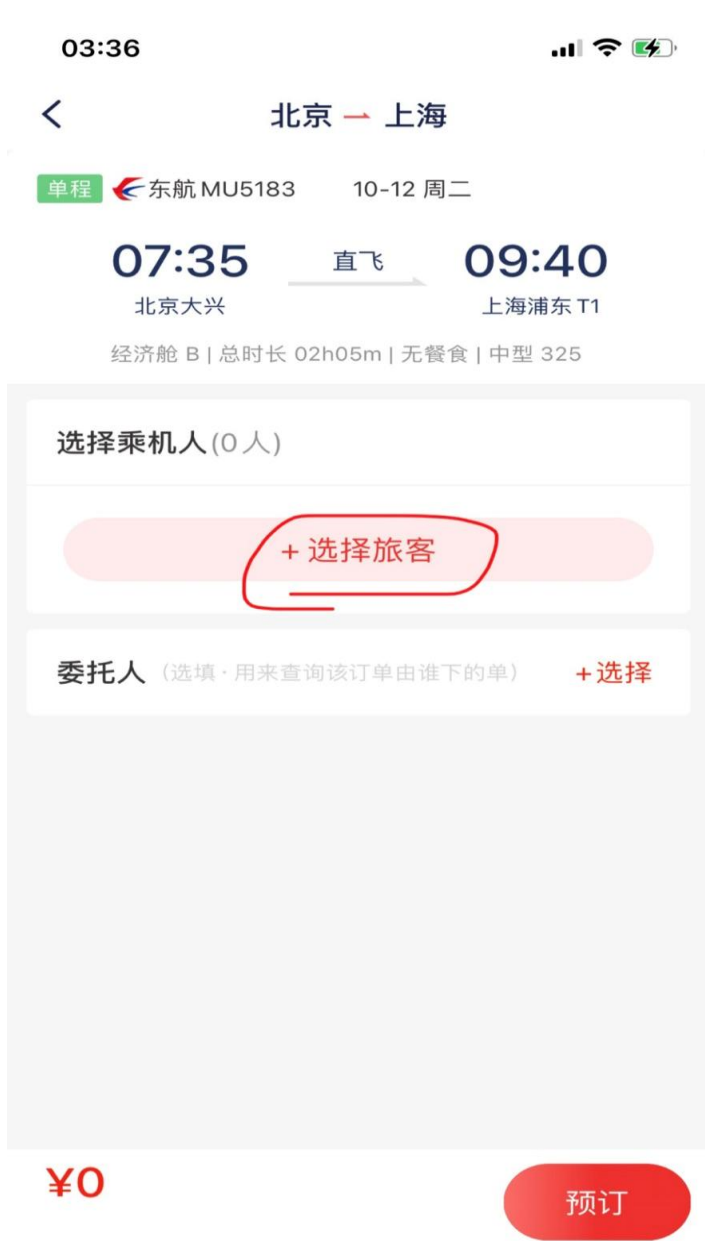 03:36
北京 → 上海
单程 东航 MU5183 10-12 周二
07:35 直飞 09:40
北京大兴 上海浦东 T1
经济舱 B | 总时长 02h05m | 无餐食 | 中型 325
选择乘机人(0人)
+ 选择旅客
委托人（选填·用来查询该订单由谁下的单） +选择
¥0 预订